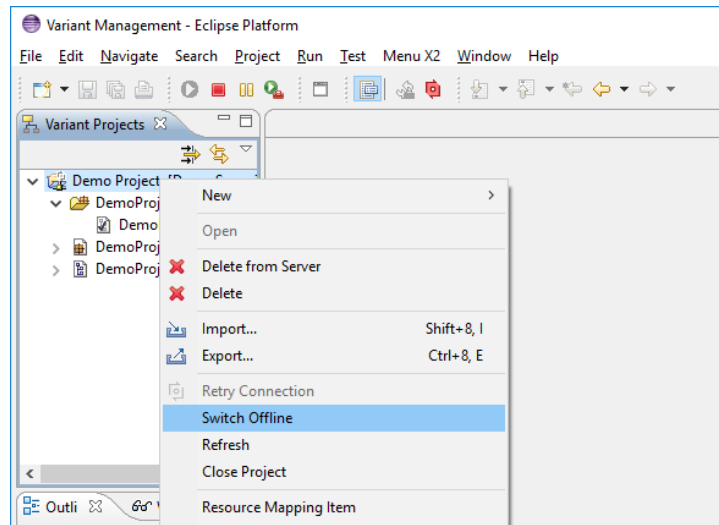 Variant Management - Eclipse Platform
File Edit Navigate Search Project Run Test Menu X2 Window Help
Variant Projects
Demo Project
DemoProj
Demo
DemoProj
DemoProj
New
Open
Delete from Server
Delete
Import... Shift+8, I
Export... Ctrl+8, E
Retry Connection
Switch Offline
Refresh
Close Project
Resource Mapping Item
Outli